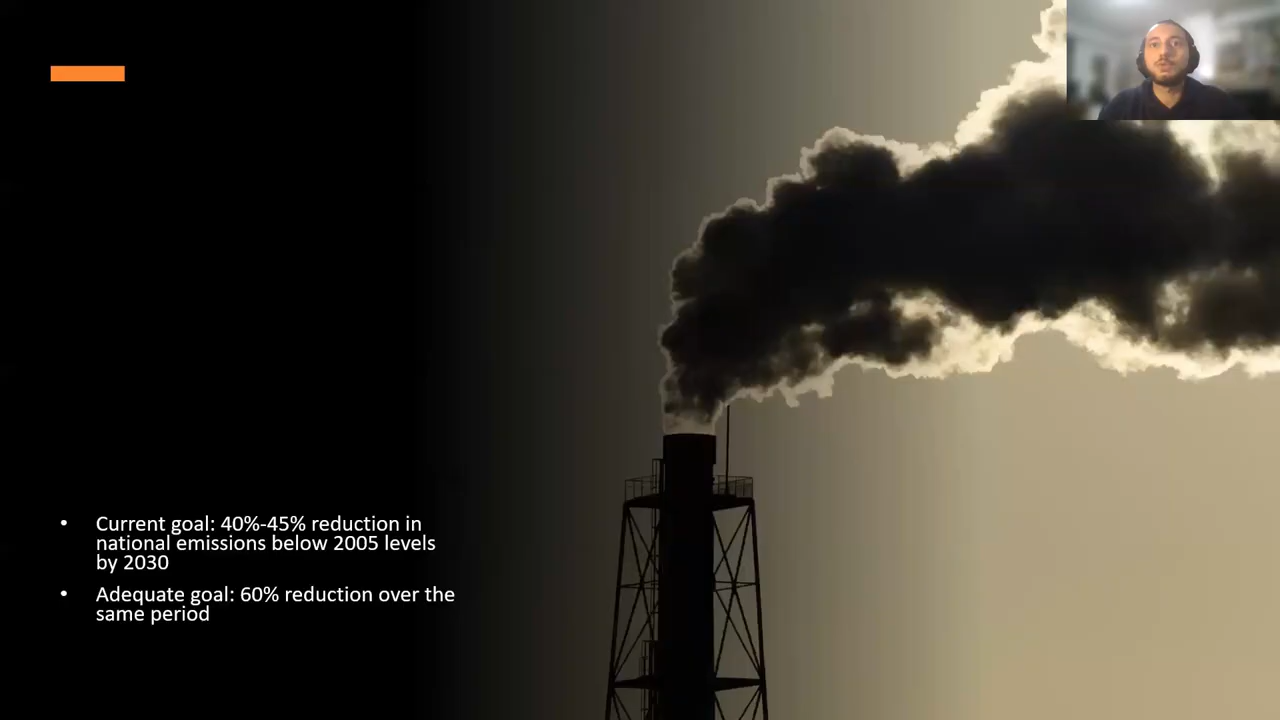 • Current goal: 40%-45% reduction in
national emissions below 2005 levels
by 2030
• Adequate goal: 60% reduction over the
same period